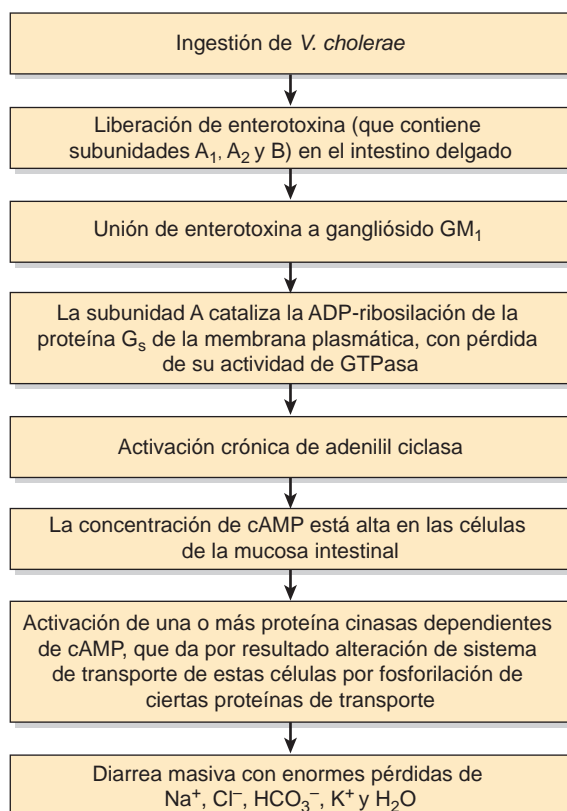 Ingestión de V. cholerae
Liberación de enterotoxina (que contiene
subunidades A₁, A₂ y B) en el intestino delgado
Unión de enterotoxina a gangliósido GM₁
La subunidad A cataliza la ADP-ribosilación de la
proteína Gₛ de la membrana plasmática, con pérdida
de su actividad de GTPasa
Activación crónica de adenilil ciclasa
La concentración de cAMP está alta en las células
de la mucosa intestinal
Activación de una o más proteína cinasas dependientes
de cAMP, que da por resultado alteración de sistema
de transporte de estas células por fosforilación de
ciertas proteínas de transporte
Diarrea masiva con enormes pérdidas de
Na⁺, Cl⁻, HCO₃⁻, K⁺ y H₂O